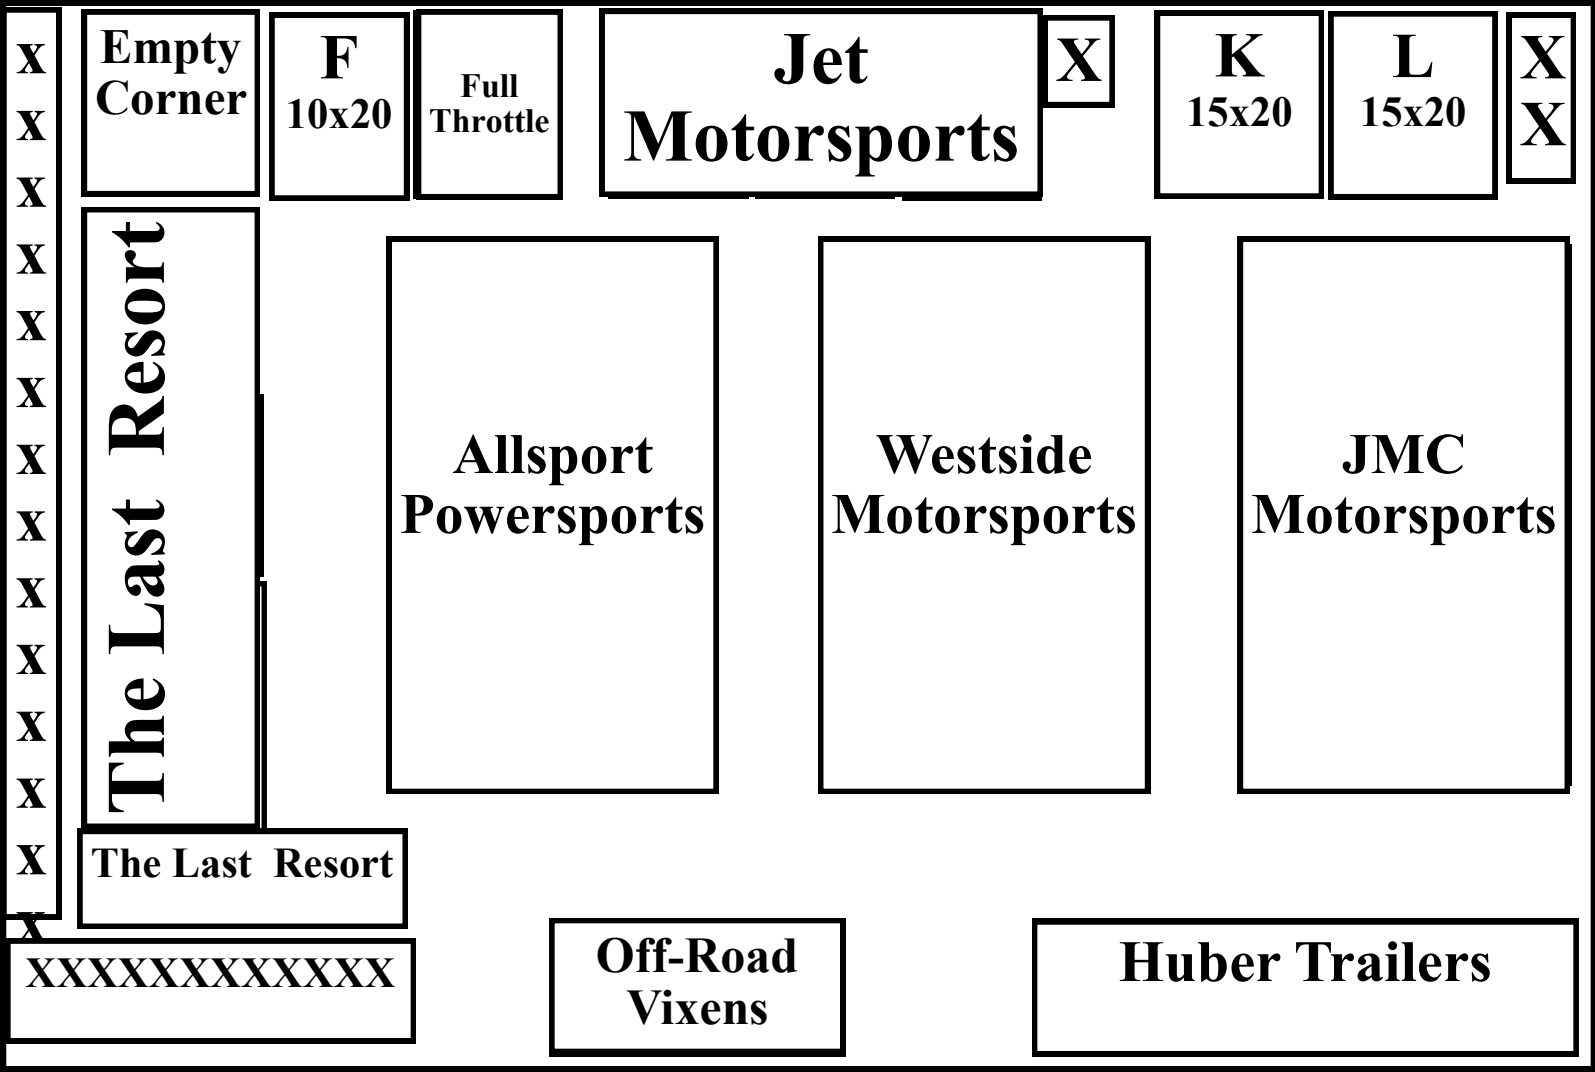 X
X
X
X
X
X
X
X
X
X
X
X
X
X
Empty
Corner
F
10x20
Full
Throttle
Jet
Motorsports
X
K
15x20
L
15x20
X
X
The Last Resort
Allsport
Powersports
Westside
Motorsports
JMC
Motorsports
The Last Resort
XXXXXXXXXXXX
Off-Road
Vixens
Huber Trailers